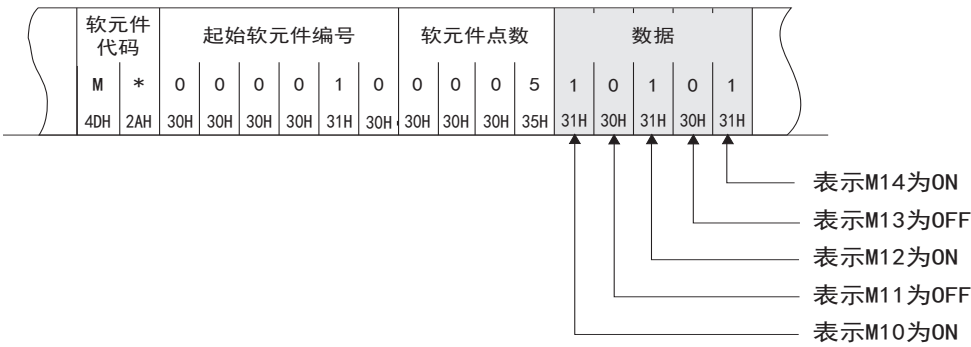 软元件
代码
起始软元件编号
软元件点数
数据
M * 0 0 0 0 1 0 0 0 0 5 1 0 1 0 1
4DH 2AH 30H 30H 30H 30H 31H 30H 30H 30H 30H 35H 31H 30H 31H 30H 31H
表示M14为ON
表示M13为OFF
表示M12为ON
表示M11为OFF
表示M10为ON